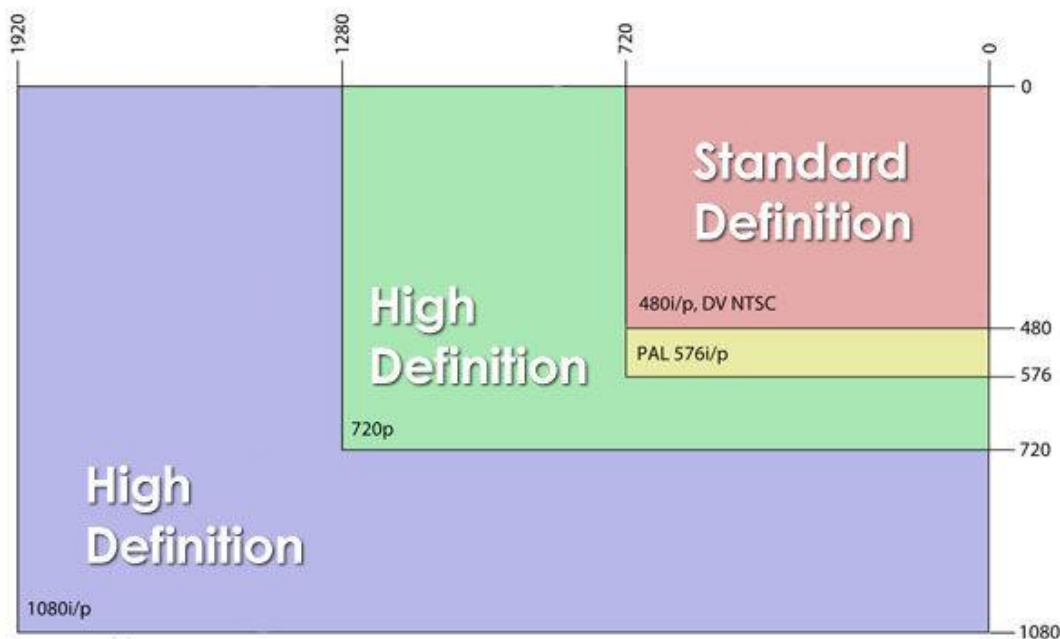 1920
1280
720
0
0
Standard
Definition
480i/p, DV NTSC
480
PAL 576i/p
576
High
Definition
720p
720
High
Definition
1080i/p
1080